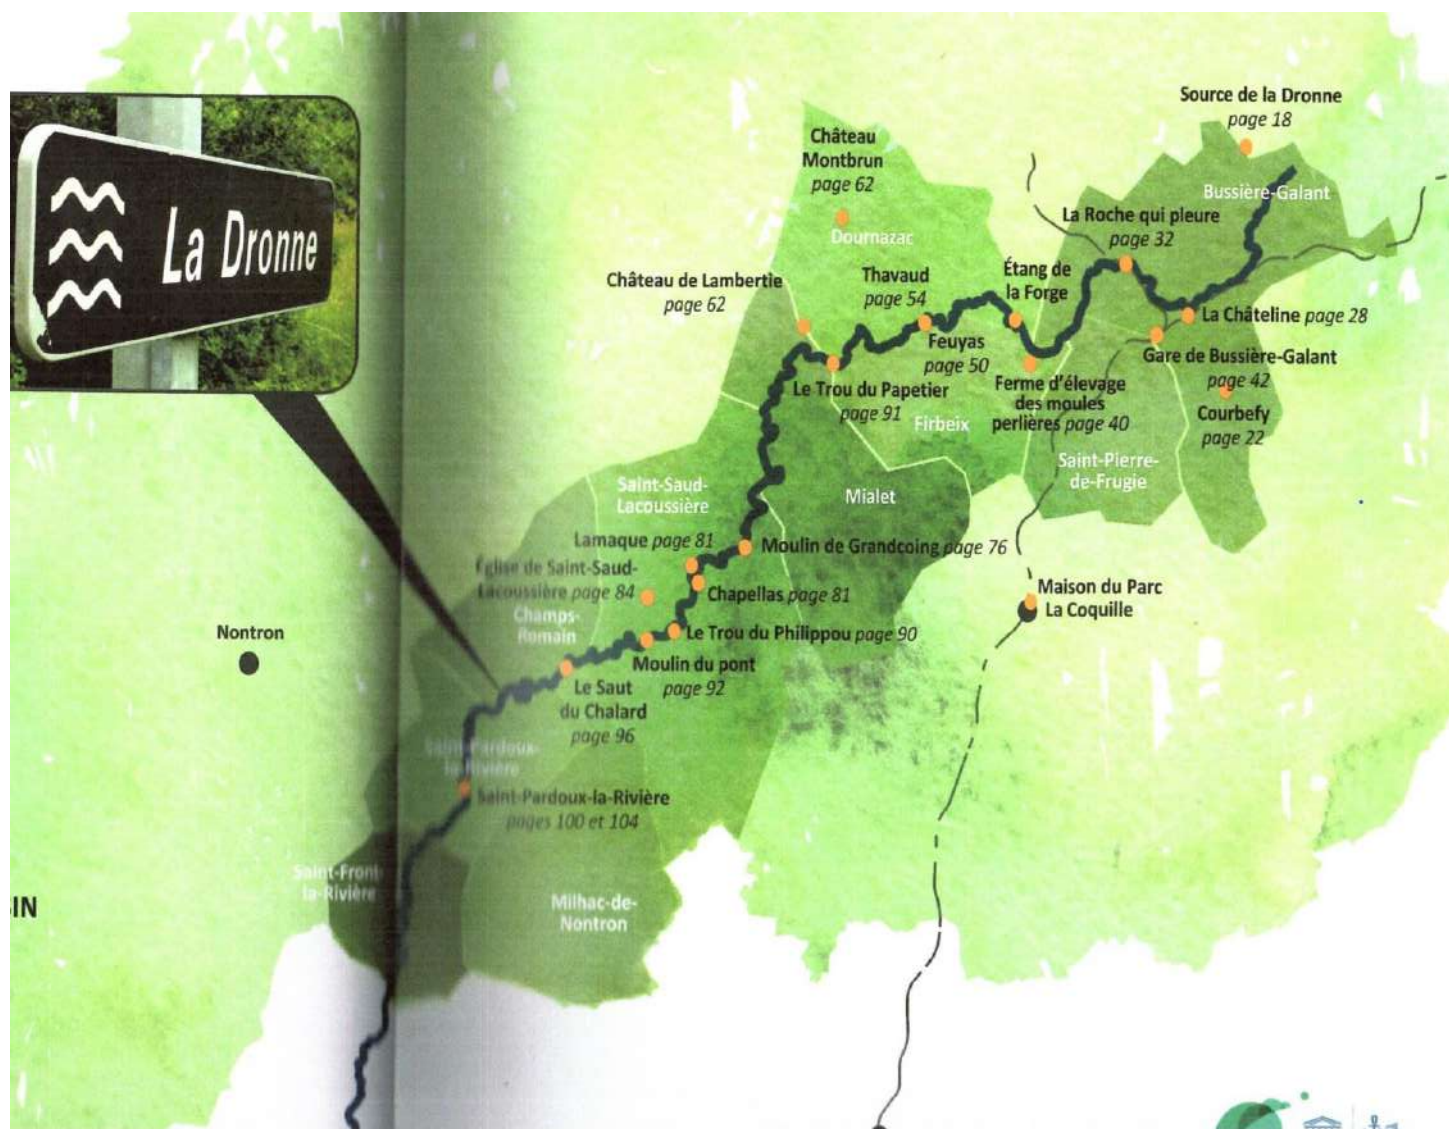 La Dronne
Source de la Dronne
page 18
Château
Montbrun
page 62
Bussière-Galant
La Roche qui pleure
page 32
Dournazac
Château de Lambertie
page 62
Thavaud
page 54
Étang de
la Forge
La Châteline page 28
Feuyas
page 50
Gare de Bussière-Galant
page 42
Le Trou du Papetier
page 91
Ferme d'élevage
des moules
perlières page 40
Courbefy
page 22
Firbeix
Saint-Pierre-
de-Frugie
Saint-Saud-
Lacoussière
Mialet
Lamaque page 81
Moulin de Grandcoing page 76
Église de Saint-Saud-
Lacoussière page 84
Chapellas page 81
Maison du Parc
La Coquille
Champs-
Romain
Nontron
Le Trou du Philippou page 90
Moulin du pont
page 92
Le Saut
du Chalard
page 96
Saint-Pardoux-
la-Rivière
Saint-Pardoux-la-Rivière
pages 100 et 104
Saint-Front-
la-Rivière
Milhac-de-
Nontron
IN